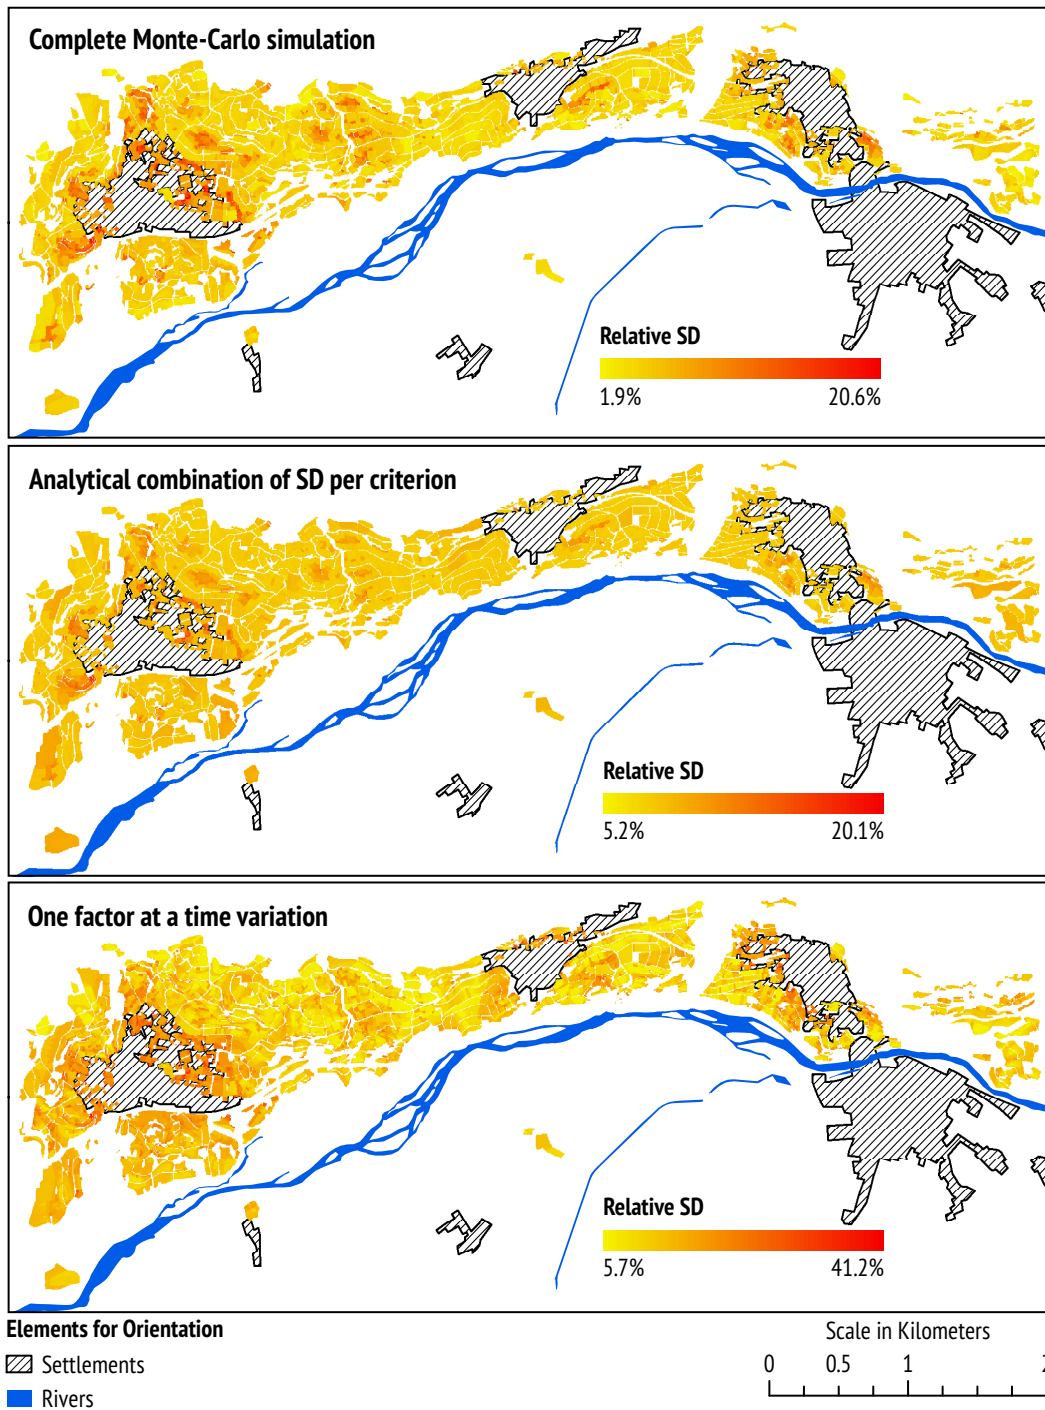 Complete Monte-Carlo simulation
Relative SD
1.9% 20.6%
Analytical combination of SD per criterion
Relative SD
5.2% 20.1%
One factor at a time variation
Relative SD
5.7% 41.2%
Elements for Orientation
Settlements
Rivers
Scale in Kilometers
0 0.5 1